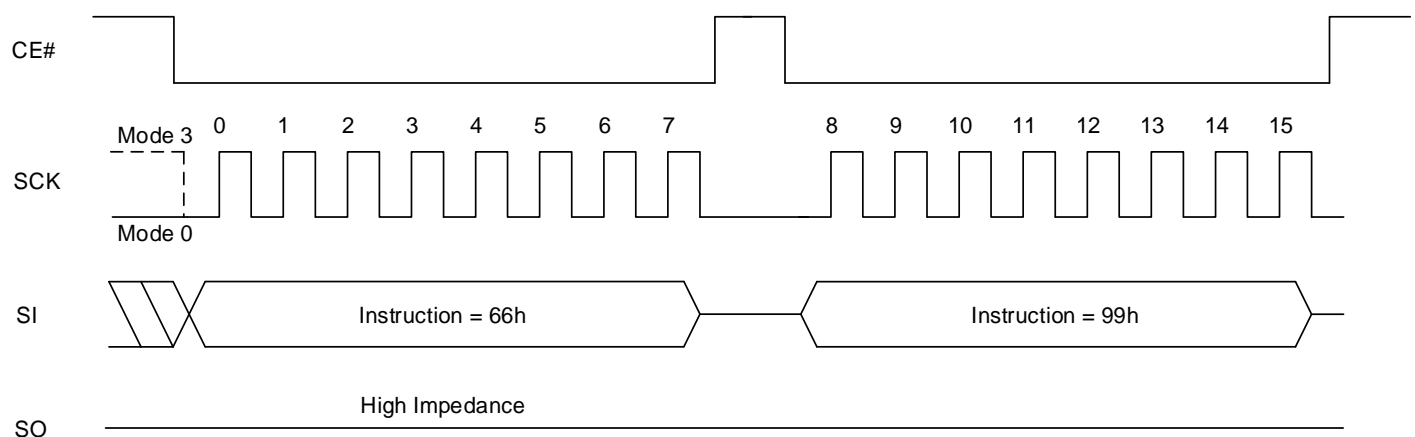 CE#
0 1 2 3 4 5 6 7 8 9 10 11 12 13 14 15
Mode 3
SCK
Mode 0
SI
Instruction = 66h
Instruction = 99h
High Impedance
SO